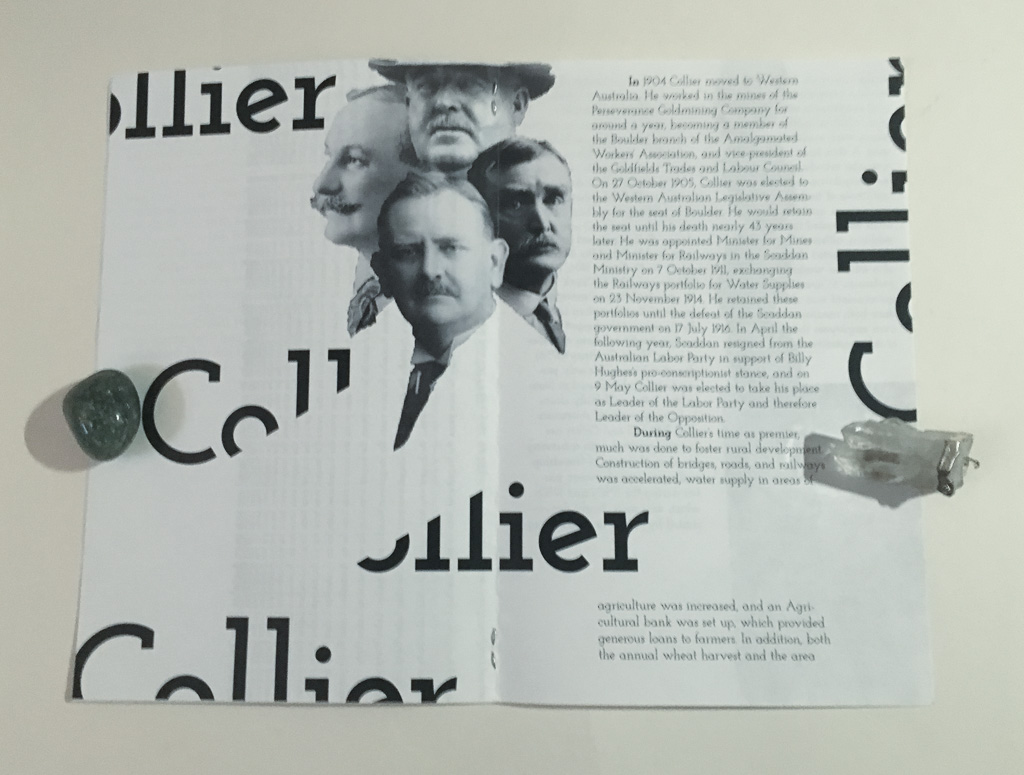 ollier
Coll
ollier
Collier
In 1904 Collier moved to Western
Australia. He worked in the mines of the
Perseverance Goldmining Company for
around a year, becoming a member of
the Boulder branch of the Amalgamated
Workers' Association, and vice-president of
the Goldfields Trades and Labour Council.
On 27 October 1905, Collier was elected to
the Western Australian Legislative Assem-
bly for the seat of Boulder. He would retain
the seat until his death nearly 43 years
later. He was appointed Minister for Mines
and Minister for Railways in the Scaddan
Ministry on 7 October 1911, exchanging
the Railways portfolio for Water Supplies
on 23 November 1914. He retained these
portfolios until the defeat of the Scaddan
government on 17 July 1916. In April the
following year, Scaddan resigned from the
Australian Labor Party in support of Billy
Hughes's pro-conscriptionist stance, and on
9 May Collier was elected to take his place
as Leader of the Labor Party and therefore
Leader of the Opposition.
During Collier's time as premier,
much was done to foster rural development.
Construction of bridges, roads, and railways
was accelerated, water supply in areas of
agriculture was increased, and an Agri-
cultural bank was set up, which provided
generous loans to farmers. In addition, both
the annual wheat harvest and the area
Collier